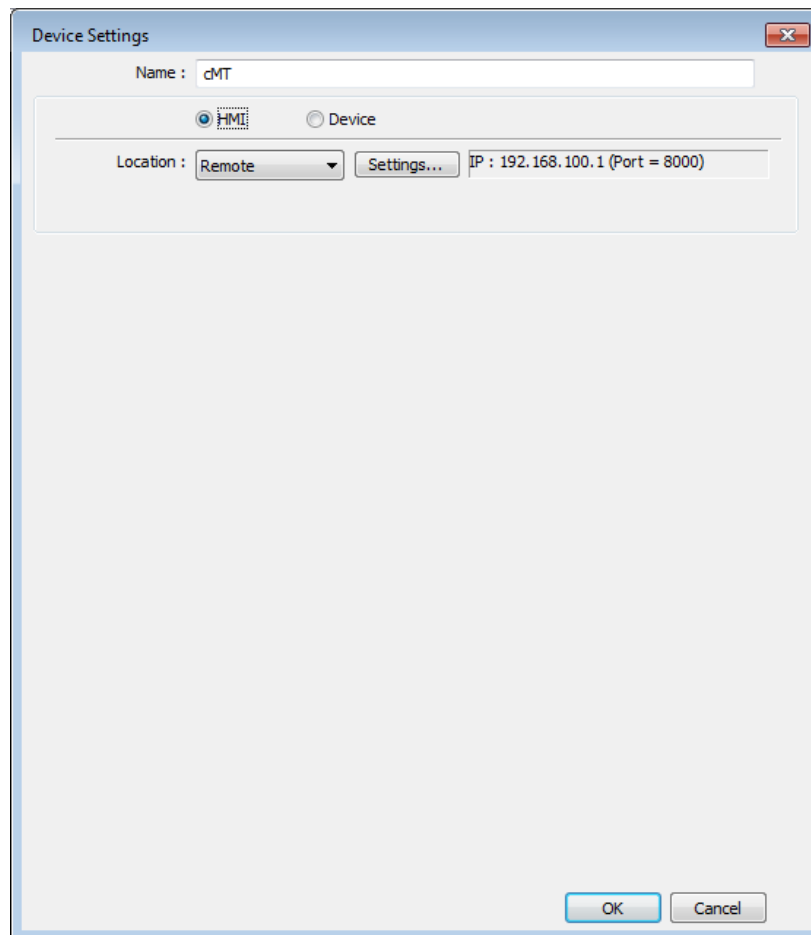 Device Settings
Name : cMT
HMI Device
Location : Remote Settings... IP : 192.168.100.1 (Port = 8000)
OK Cancel